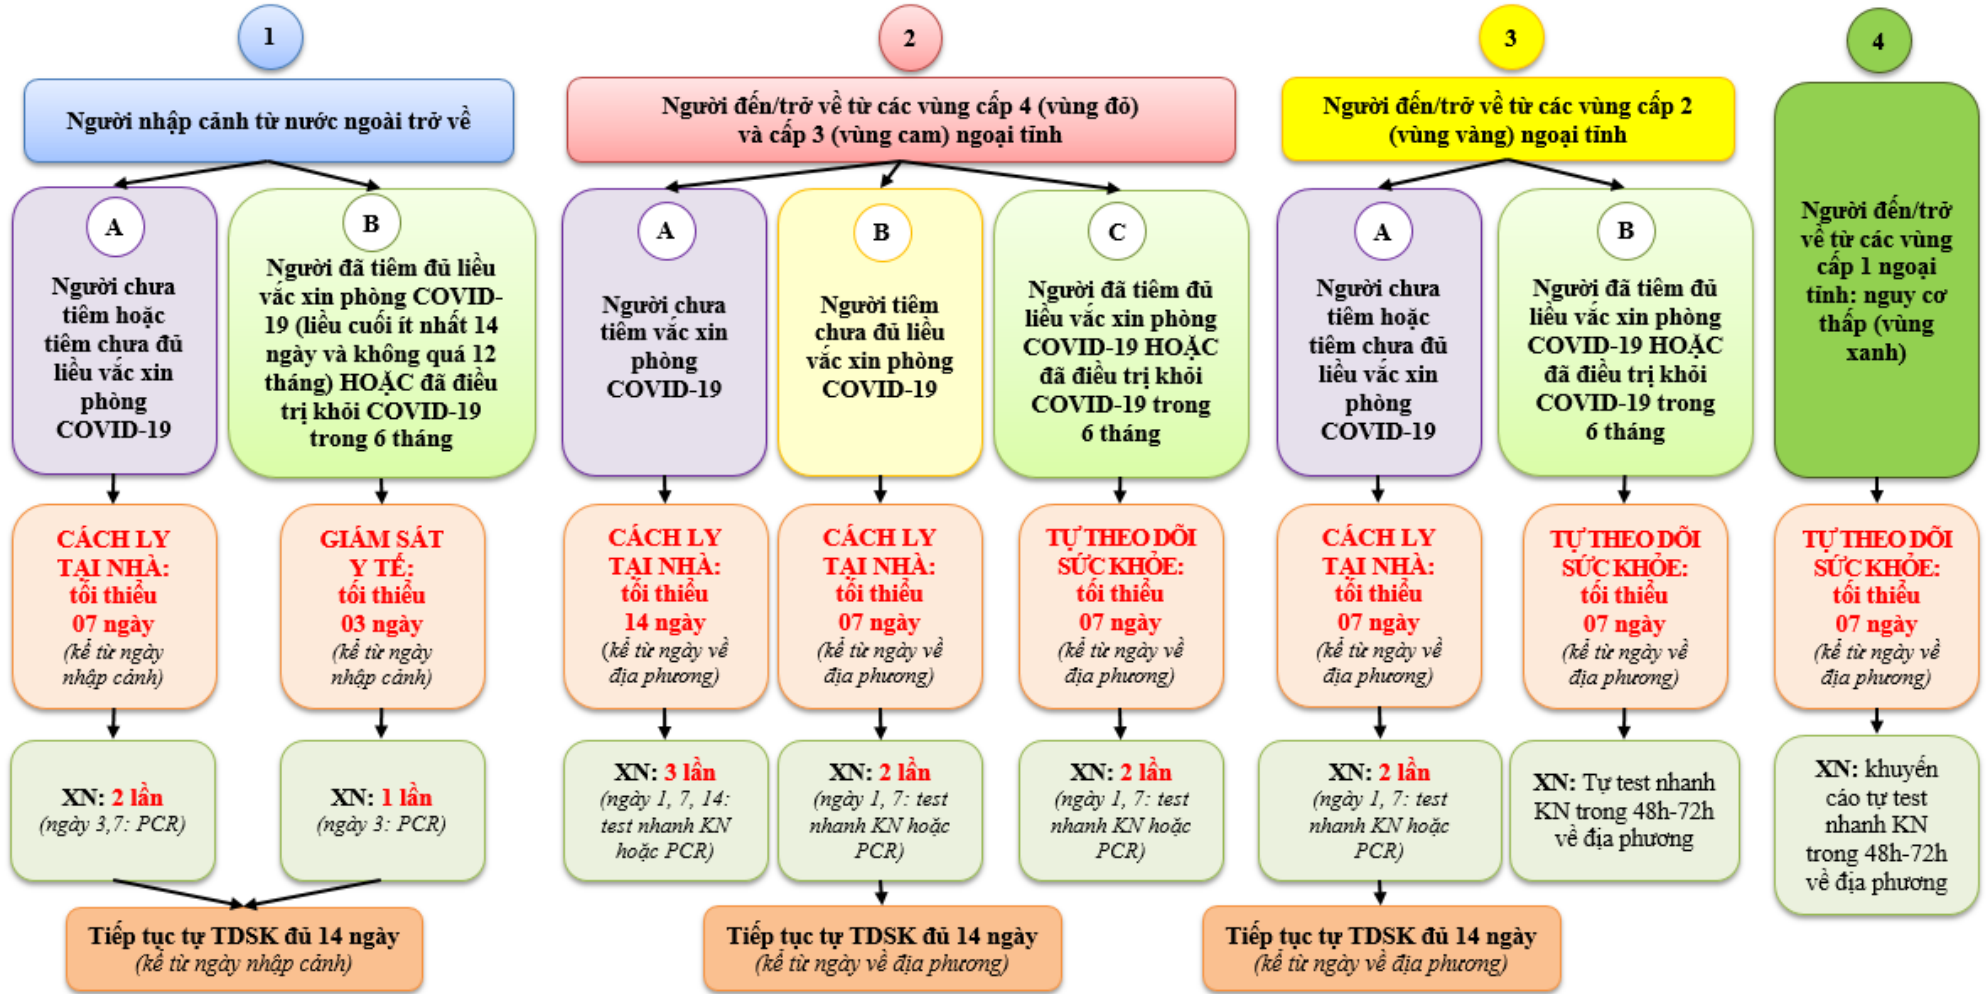 1
Người nhập cảnh từ nước ngoài trở về
A
Người chưa
tiêm hoặc
tiêm chưa đủ
liều vắc xin
phòng
COVID-19
CÁCH LY
TẠI NHÀ:
tối thiểu
07 ngày
(kể từ ngày
nhập cảnh)
XN: 2 lần
(ngày 3,7: PCR)
B
Người đã tiêm đủ liều
vắc xin phòng COVID-
19 (liều cuối ít nhất 14
ngày và không quá 12
tháng) HOẶC đã điều
trị khỏi COVID-19
trong 6 tháng
GIÁM SÁT
Y TẾ:
tối thiểu
03 ngày
(kể từ ngày
nhập cảnh)
XN: 1 lần
(ngày 3: PCR)
Tiếp tục tự TDSK đủ 14 ngày
(kể từ ngày nhập cảnh)
2
Người đến/trở về từ các vùng cấp 4 (vùng đỏ)
và cấp 3 (vùng cam) ngoại tỉnh
A
Người chưa
tiêm vắc xin
phòng
COVID-19
CÁCH LY
TẠI NHÀ:
tối thiểu
14 ngày
(kể từ ngày về
địa phương)
XN: 3 lần
(ngày 1, 7, 14:
test nhanh KN
hoặc PCR)
B
Người tiêm
chưa đủ liều
vắc xin phòng
COVID-19
CÁCH LY
TẠI NHÀ:
tối thiểu
07 ngày
(kể từ ngày về
địa phương)
XN: 2 lần
(ngày 1, 7: test
nhanh KN hoặc
PCR)
Tiếp tục tự TDSK đủ 14 ngày
(kể từ ngày về địa phương)
C
Người đã tiêm đủ
liều vắc xin phòng
COVID-19 HOẶC
đã điều trị khỏi
COVID-19 trong
6 tháng
TỰ THEO DÕI
SỨC KHỎE:
tối thiểu
07 ngày
(kể từ ngày về
địa phương)
XN: 2 lần
(ngày 1, 7: test
nhanh KN hoặc
PCR)
3
Người đến/trở về từ các vùng cấp 2
(vùng vàng) ngoại tỉnh
A
Người chưa
tiêm hoặc
tiêm chưa đủ
liều vắc xin
phòng
COVID-19
CÁCH LY
TẠI NHÀ:
tối thiểu
07 ngày
(kể từ ngày về
địa phương)
XN: 2 lần
(ngày 1, 7: test
nhanh KN hoặc
PCR)
Tiếp tục tự TDSK đủ 14 ngày
(kể từ ngày về địa phương)
B
Người đã tiêm đủ
liều vắc xin phòng
COVID-19 HOẶC
đã điều trị khỏi
COVID-19 trong
6 tháng
TỰ THEO DÕI
SỨC KHỎE:
tối thiểu
07 ngày
(kể từ ngày về
địa phương)
XN: Tự test nhanh
KN trong 48h-72h
về địa phương
4
Người đến/trở
về từ các vùng
cấp 1 ngoại
tỉnh: nguy cơ
thấp (vùng
xanh)
TỰ THEO DÕI
SỨC KHỎE:
tối thiểu
07 ngày
(kể từ ngày về
địa phương)
XN: khuyến
cáo tự test
nhanh KN
trong 48h-72h
về địa phương